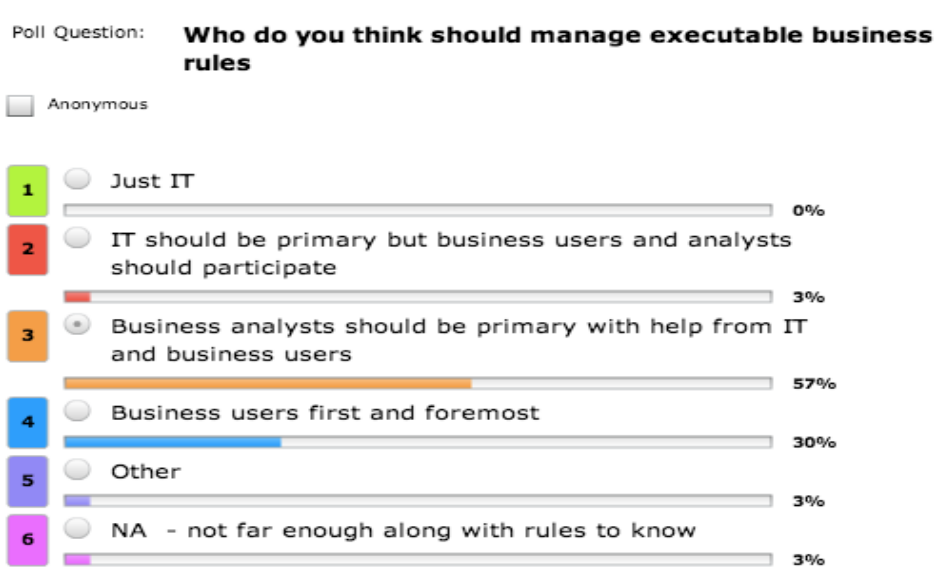 Poll Question: Who do you think should manage executable business
rules
Anonymous
1 Just IT
0%
2 IT should be primary but business users and analysts
should participate
3%
3 Business analysts should be primary with help from IT
and business users
57%
4 Business users first and foremost
30%
5 Other
3%
6 NA - not far enough along with rules to know
3%